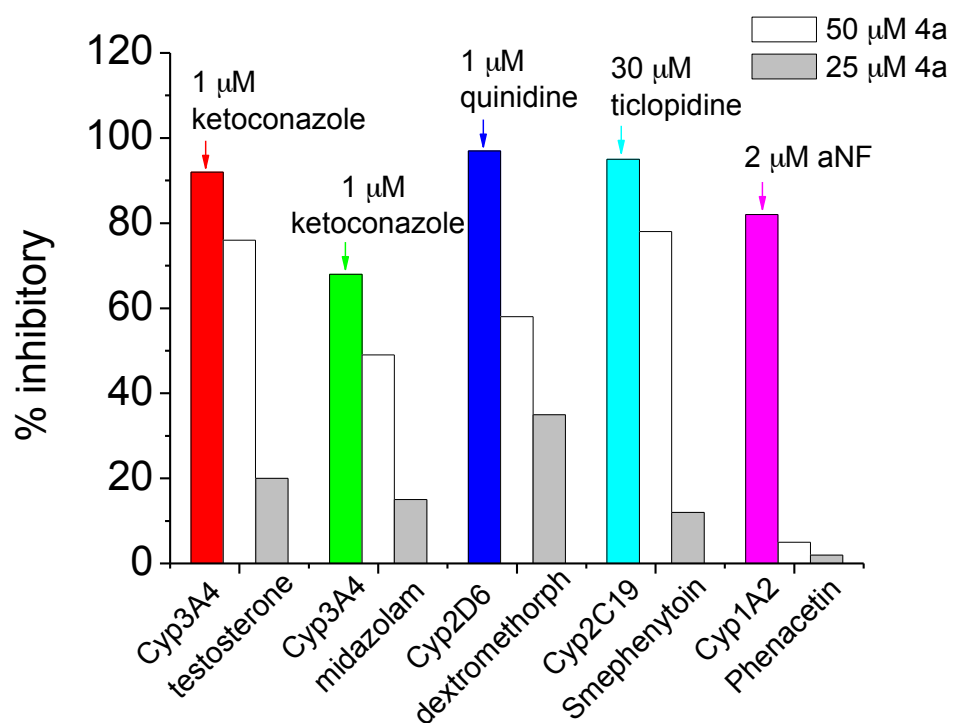 50 μM 4a
25 μM 4a
1 μM
ketoconazole
1 μM
ketoconazole
1 μM
quinidine
30 μM
ticlopidine
2 μM aNF
% inhibitory
120
100
80
60
40
20
0
Cyp3A4
testosterone
Cyp3A4
midazolam
Cyp2D6
dextromethorph
Cyp2C19
Smephenytoin
Cyp1A2
Phenacetin